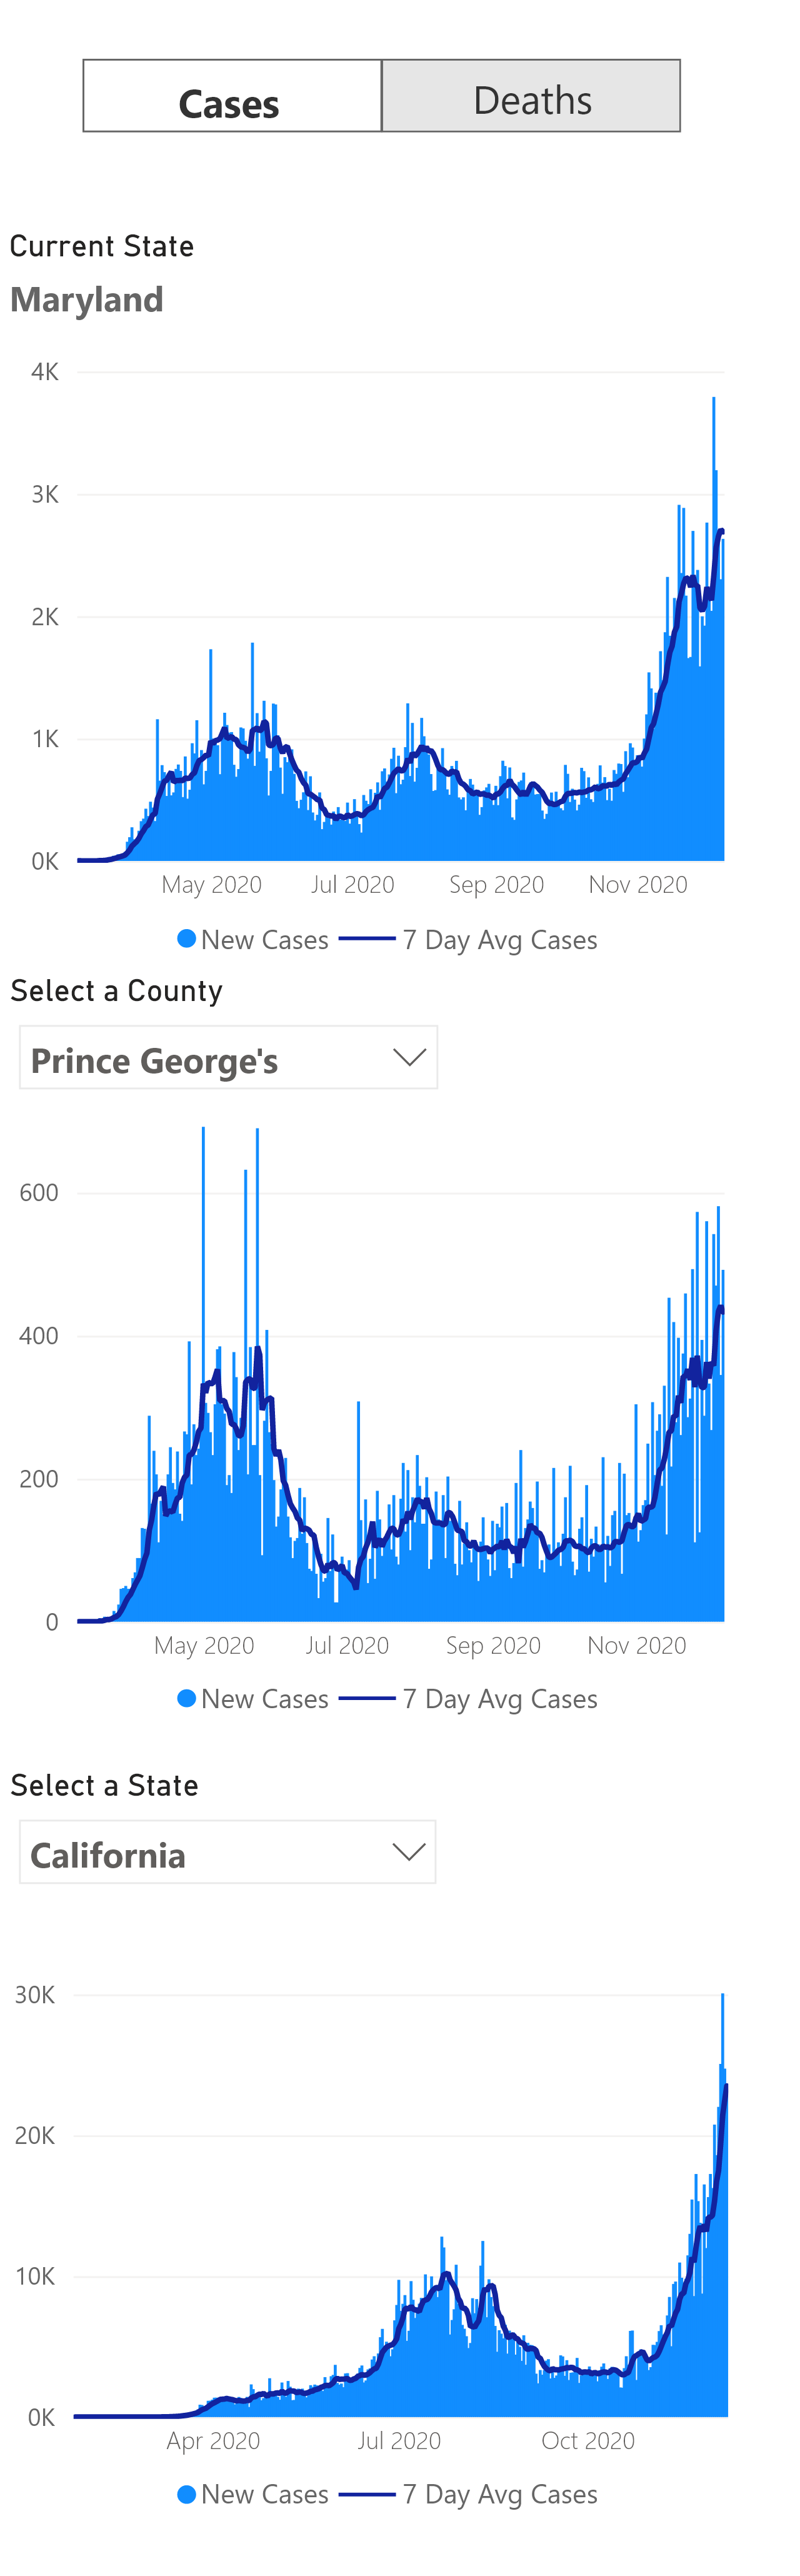 Cases Deaths
Current State
Maryland
4K
3K
2K
1K
0K
May 2020 Jul 2020 Sep 2020 Nov 2020
New Cases 7 Day Avg Cases
Select a County
Prince George's
600
400
200
0
May 2020 Jul 2020 Sep 2020 Nov 2020
New Cases 7 Day Avg Cases
Select a State
California
30K
20K
10K
0K
Apr 2020 Jul 2020 Oct 2020
New Cases 7 Day Avg Cases